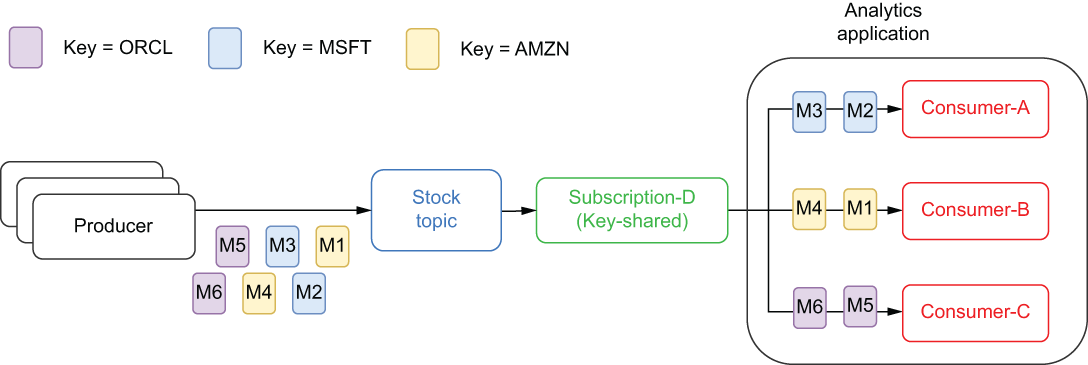 Key = ORCL
Key = MSFT
Key = AMZN
Analytics
application
M3
M2
Consumer-A
Producer
Stock
topic
Subscription-D
(Key-shared)
M4
M1
Consumer-B
M5
M3
M1
M6
M4
M2
M6
M5
Consumer-C